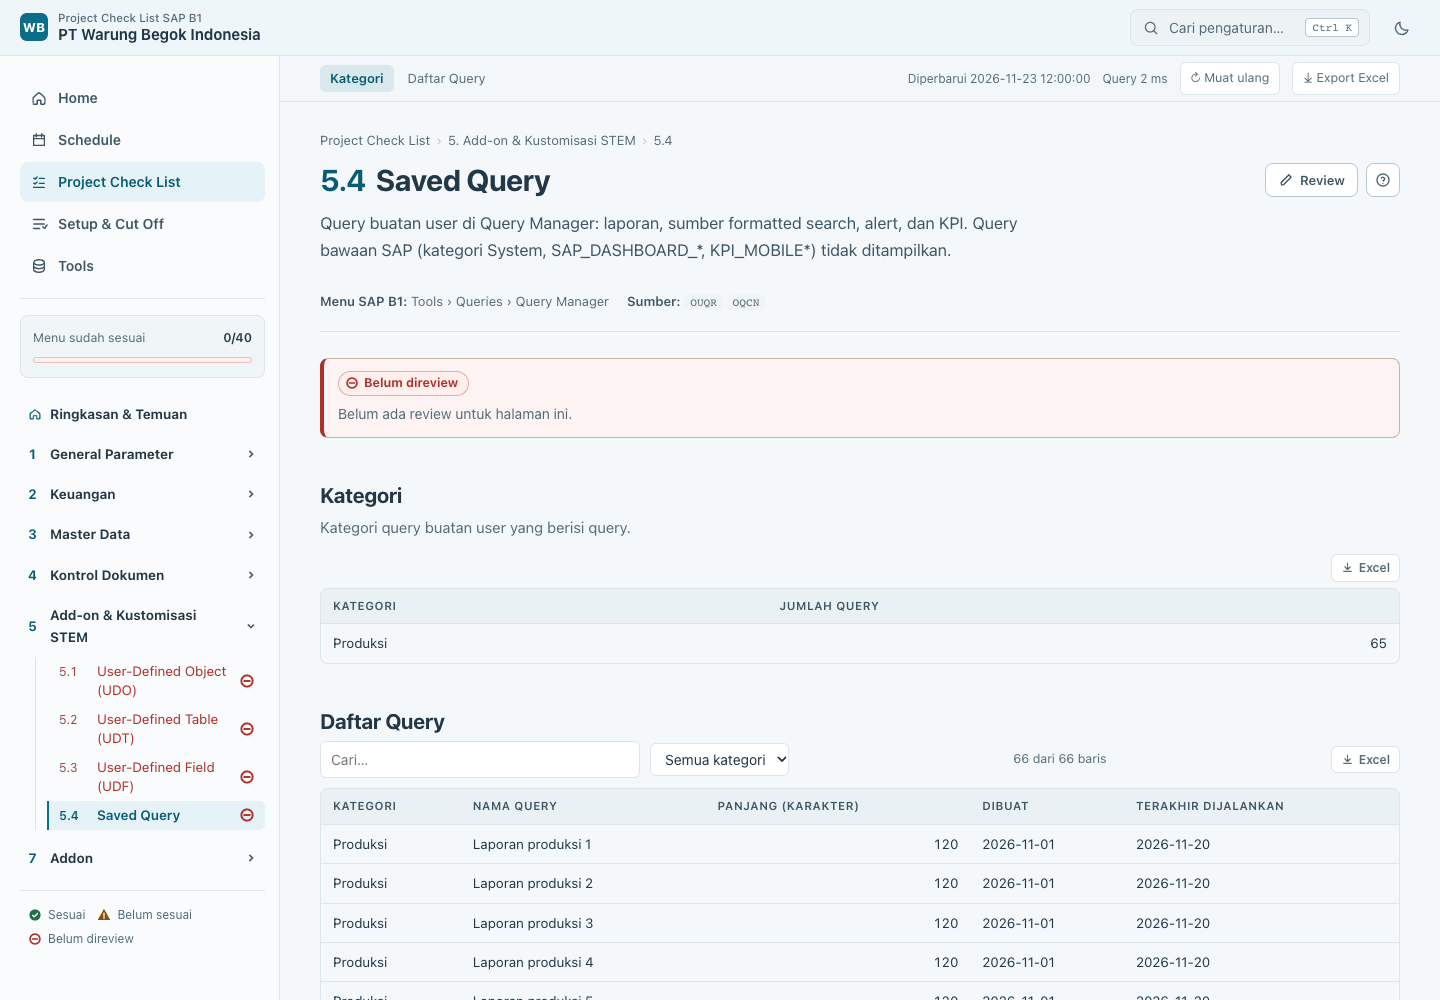 WB
Project Check List SAP B1
PT Warung Begok Indonesia
Cari pengaturan...
Ctrl K
Home
Schedule
Project Check List
Setup & Cut Off
Tools
Menu sudah sesuai 0/40
Ringkasan & Temuan
1 General Parameter
2 Keuangan
3 Master Data
4 Kontrol Dokumen
5 Add-on & Kustomisasi
STEM
5.1 User-Defined Object
(UDO)
5.2 User-Defined Table
(UDT)
5.3 User-Defined Field
(UDF)
5.4 Saved Query
7 Addon
Sesuai Belum sesuai
Belum direview
Kategori Daftar Query
Diperbarui 2026-11-23 12:00:00 Query 2 ms ↻ Muat ulang ↓ Export Excel
Project Check List › 5. Add-on & Kustomisasi STEM › 5.4
5.4 Saved Query
Review
Query buatan user di Query Manager: laporan, sumber formatted search, alert, dan KPI. Query
bawaan SAP (kategori System, SAP_DASHBOARD_*, KPI_MOBILE*) tidak ditampilkan.
Menu SAP B1: Tools › Queries › Query Manager Sumber: OUQR OQCN
Belum direview
Belum ada review untuk halaman ini.
Kategori
Kategori query buatan user yang berisi query.
Excel
KATEGORI JUMLAH QUERY
Produksi 65
Daftar Query
Cari...
Semua kategori
66 dari 66 baris
Excel
KATEGORI NAMA QUERY PANJANG (KARAKTER) DIBUAT TERAKHIR DIJALANKAN
Produksi Laporan produksi 1 120 2026-11-01 2026-11-20
Produksi Laporan produksi 2 120 2026-11-01 2026-11-20
Produksi Laporan produksi 3 120 2026-11-01 2026-11-20
Produksi Laporan produksi 4 120 2026-11-01 2026-11-20